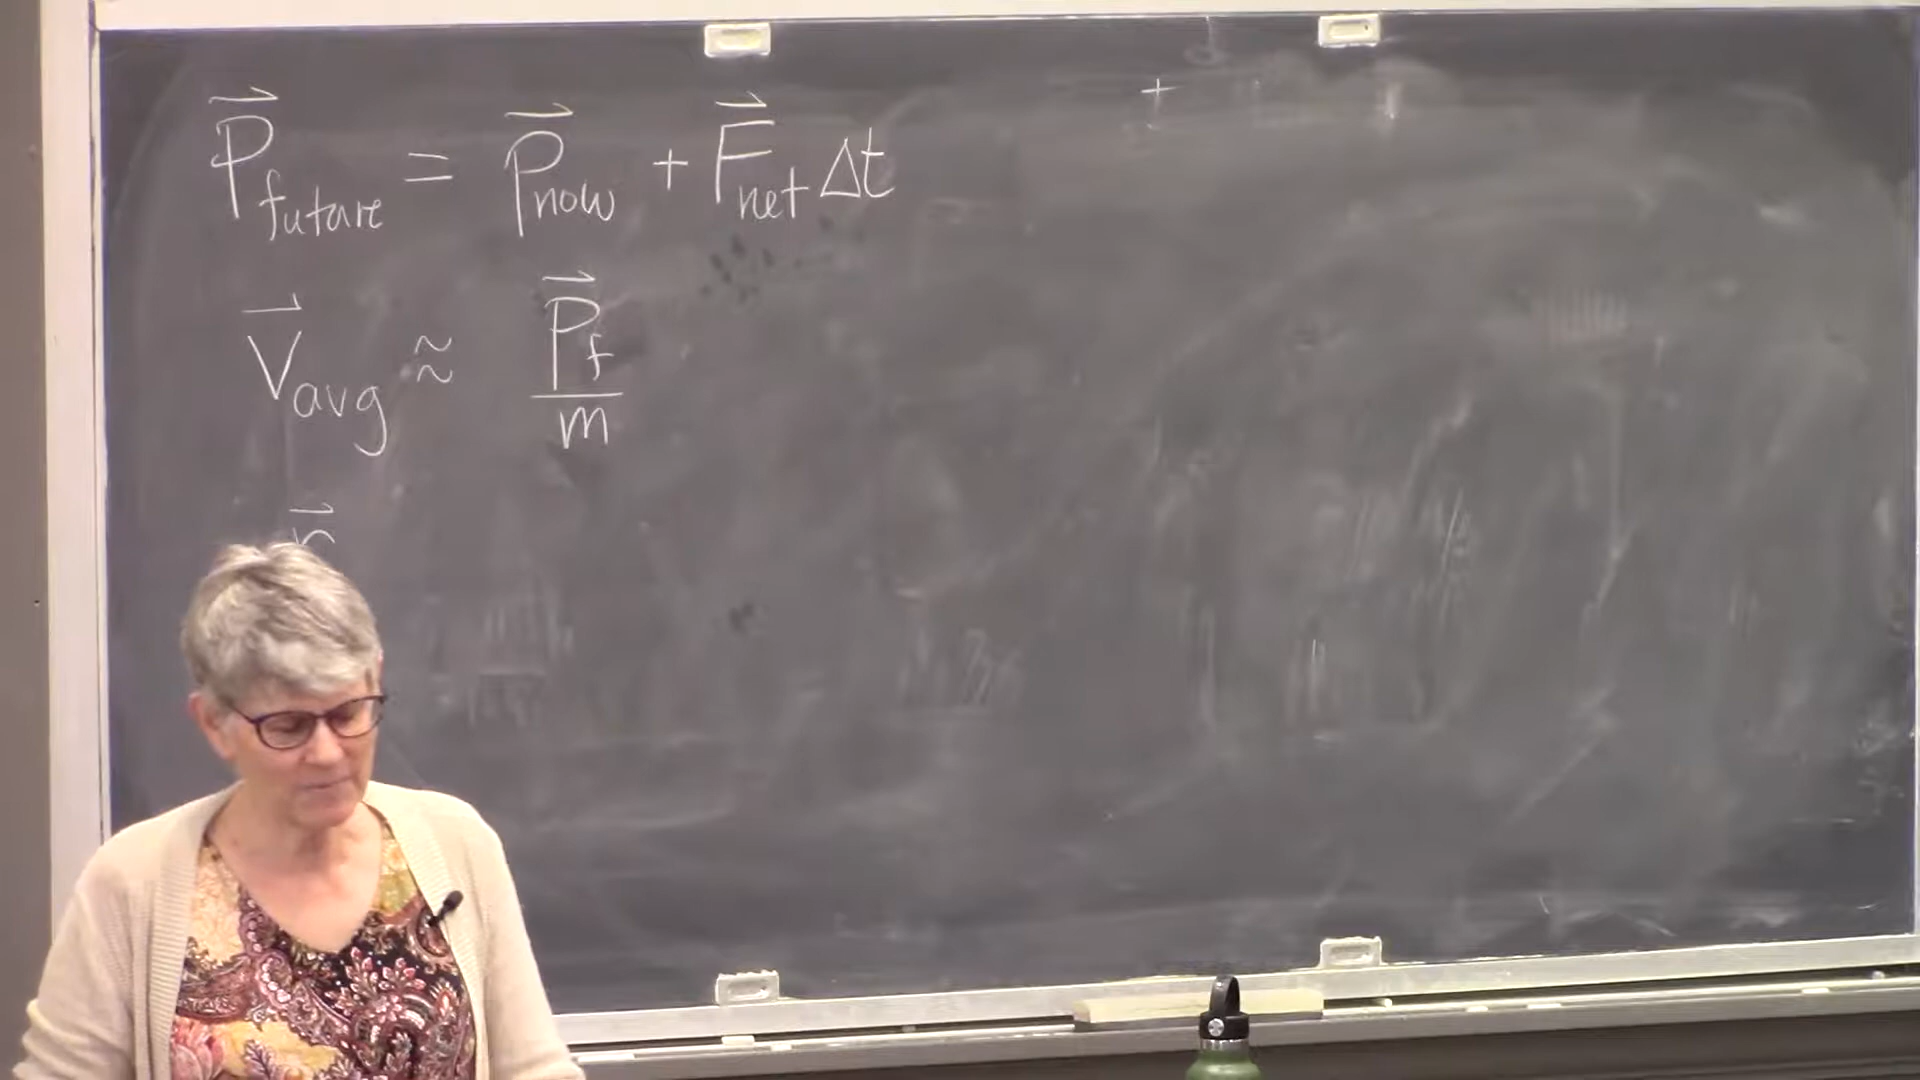 P⃗future = p⃗now + F⃗net Δt
v⃗avg ≈ p⃗f / m
r⃗